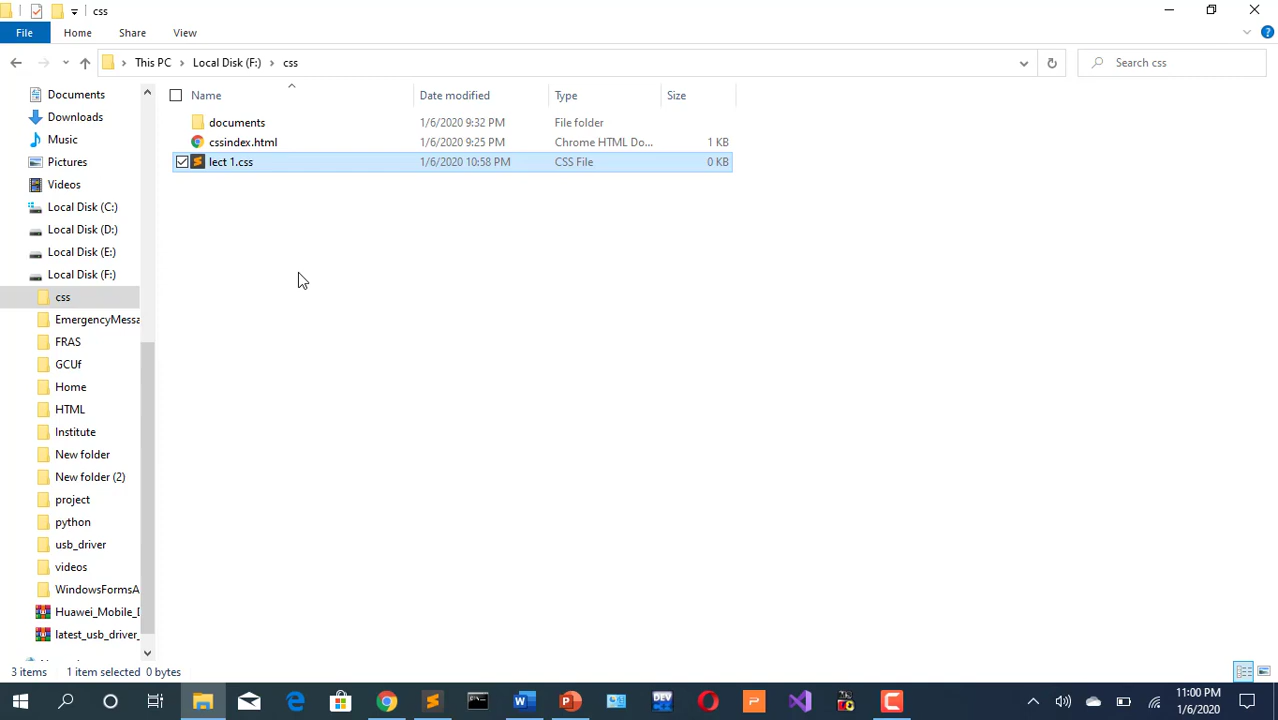 css
File Home Share View
This PC Local Disk (F:) css Search css
Name Date modified Type Size
documents 1/6/2020 9:32 PM File folder
cssindex.html 1/6/2020 9:25 PM Chrome HTML Do... 1 KB
lect 1.css 1/6/2020 10:58 PM CSS File 0 KB
Documents
Downloads
Music
Pictures
Videos
Local Disk (C:)
Local Disk (D:)
Local Disk (E:)
Local Disk (F:)
css
EmergencyMessa
FRAS
GCUf
Home
HTML
Institute
New folder
New folder (2)
project
python
usb_driver
videos
WindowsFormsA
Huawei_Mobile_D
latest_usb_driver_
3 items 1 item selected 0 bytes
11:00 PM
1/6/2020